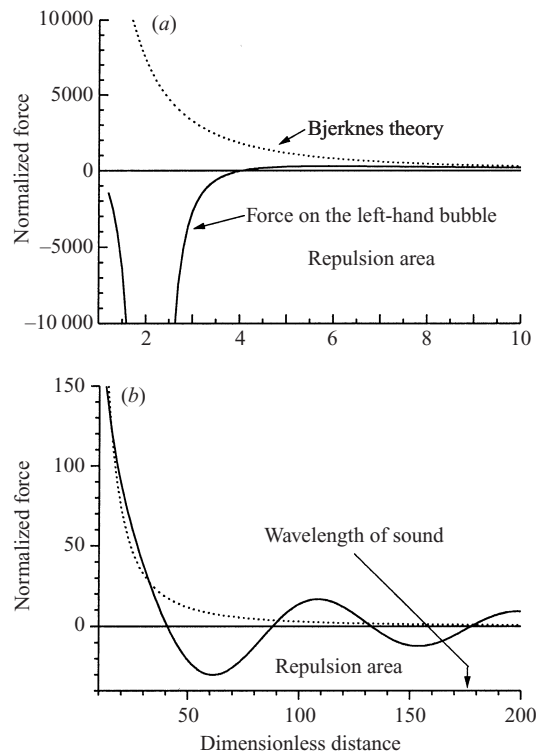 10000
(a)
5000
Bjerknes theory
Normalized force
0
Force on the left-hand bubble
−5000
Repulsion area
−10 000
2
4
6
8
10
150
(b)
100
Normalized force
Wavelength of sound
50
0
Repulsion area
50
100
150
200
Dimensionless distance